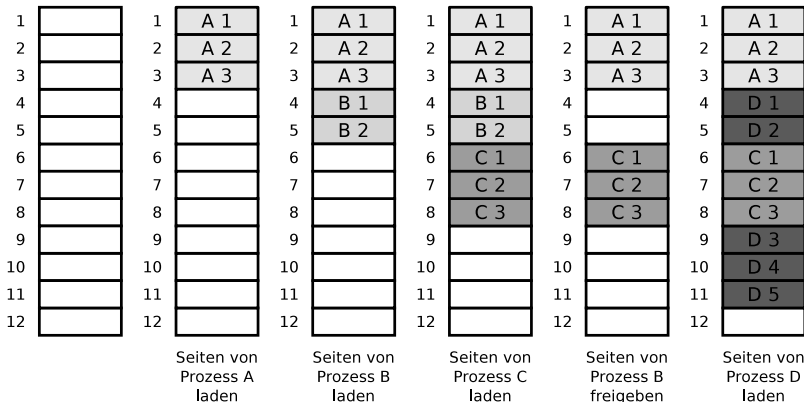 1 1 A 1 1 A 1 1 A 1 1 A 1 1 A 1
2 2 A 2 2 A 2 2 A 2 2 A 2 2 A 2
3 3 A 3 3 A 3 3 A 3 3 A 3 3 A 3
4 4 4 B 1 4 B 1 4 4 D 1
5 5 5 B 2 5 B 2 5 5 D 2
6 6 6 6 C 1 6 C 1 6 C 1
7 7 7 7 C 2 7 C 2 7 C 2
8 8 8 8 C 3 8 C 3 8 C 3
9 9 9 9 9 9 D 3
10 10 10 10 10 10 D 4
11 11 11 11 11 11 D 5
12 12 12 12 12 12
Seiten von Seiten von Seiten von Seiten von Seiten von
Prozess A Prozess B Prozess C Prozess B Prozess D
laden laden laden freigeben laden